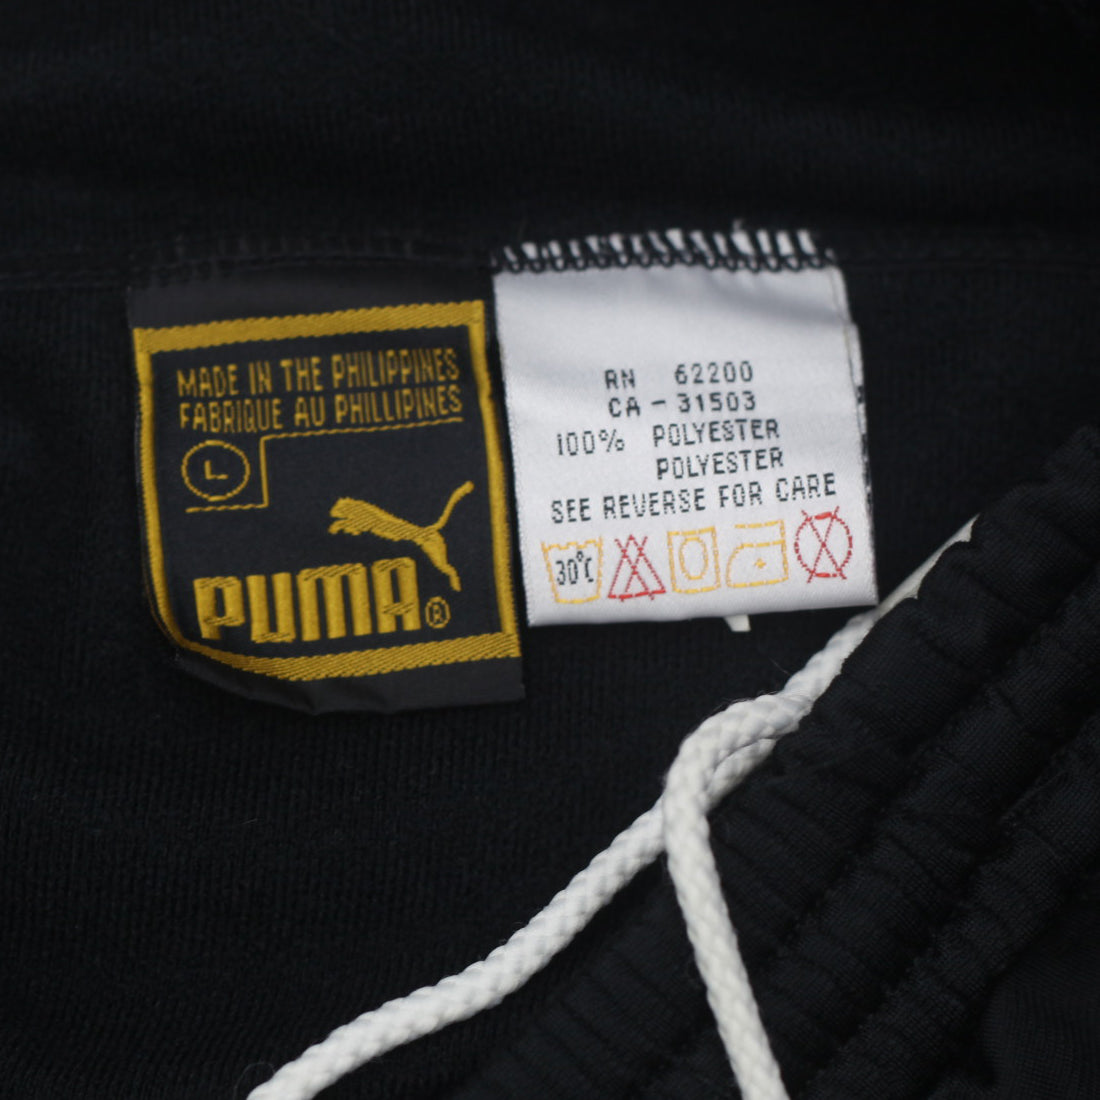 MADE IN THE PHILIPPINES
FABRIQUE AU PHILLIPINES
L
PUMA®
RN 62200
CA - 31503
100% POLYESTER
POLYESTER
SEE REVERSE FOR CARE
30°C